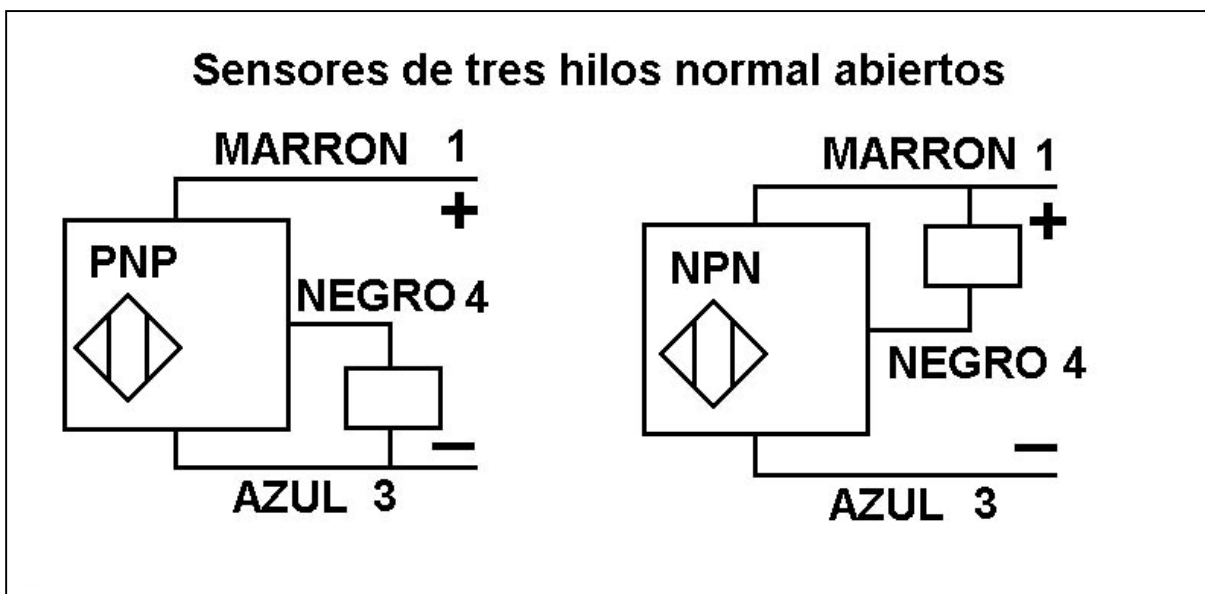 Sensores de tres hilos normal abiertos
MARRON 1
+
PNP
NEGRO 4
−
AZUL 3
MARRON 1
+
NPN
NEGRO 4
−
AZUL 3